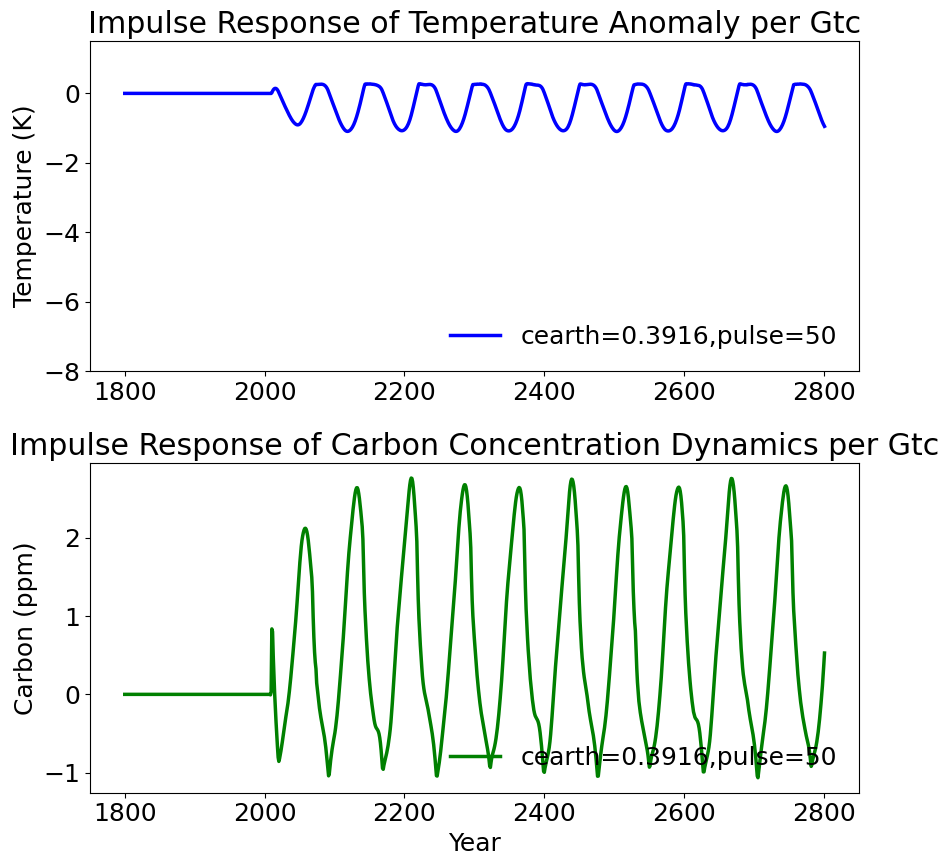 Impulse Response of Temperature Anomaly per Gtc
Temperature (K)
0
−2
−4
−6
−8
cearth=0.3916,pulse=50
1800 2000 2200 2400 2600 2800
Impulse Response of Carbon Concentration Dynamics per Gtc
Carbon (ppm)
2
1
0
−1
cearth=0.3916,pulse=50
1800 2000 2200 2400 2600 2800
Year